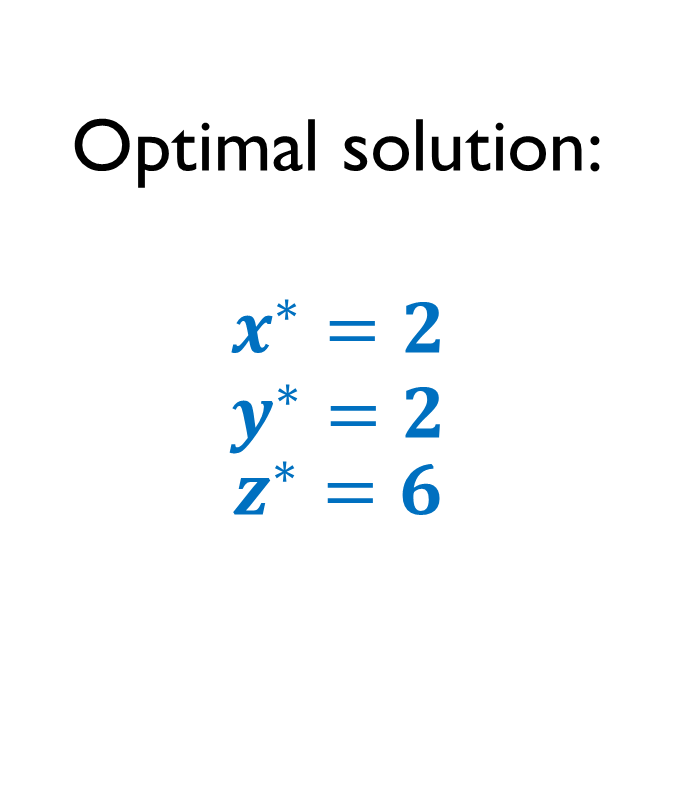 Optimal solution:
x* = 2
y* = 2
z* = 6